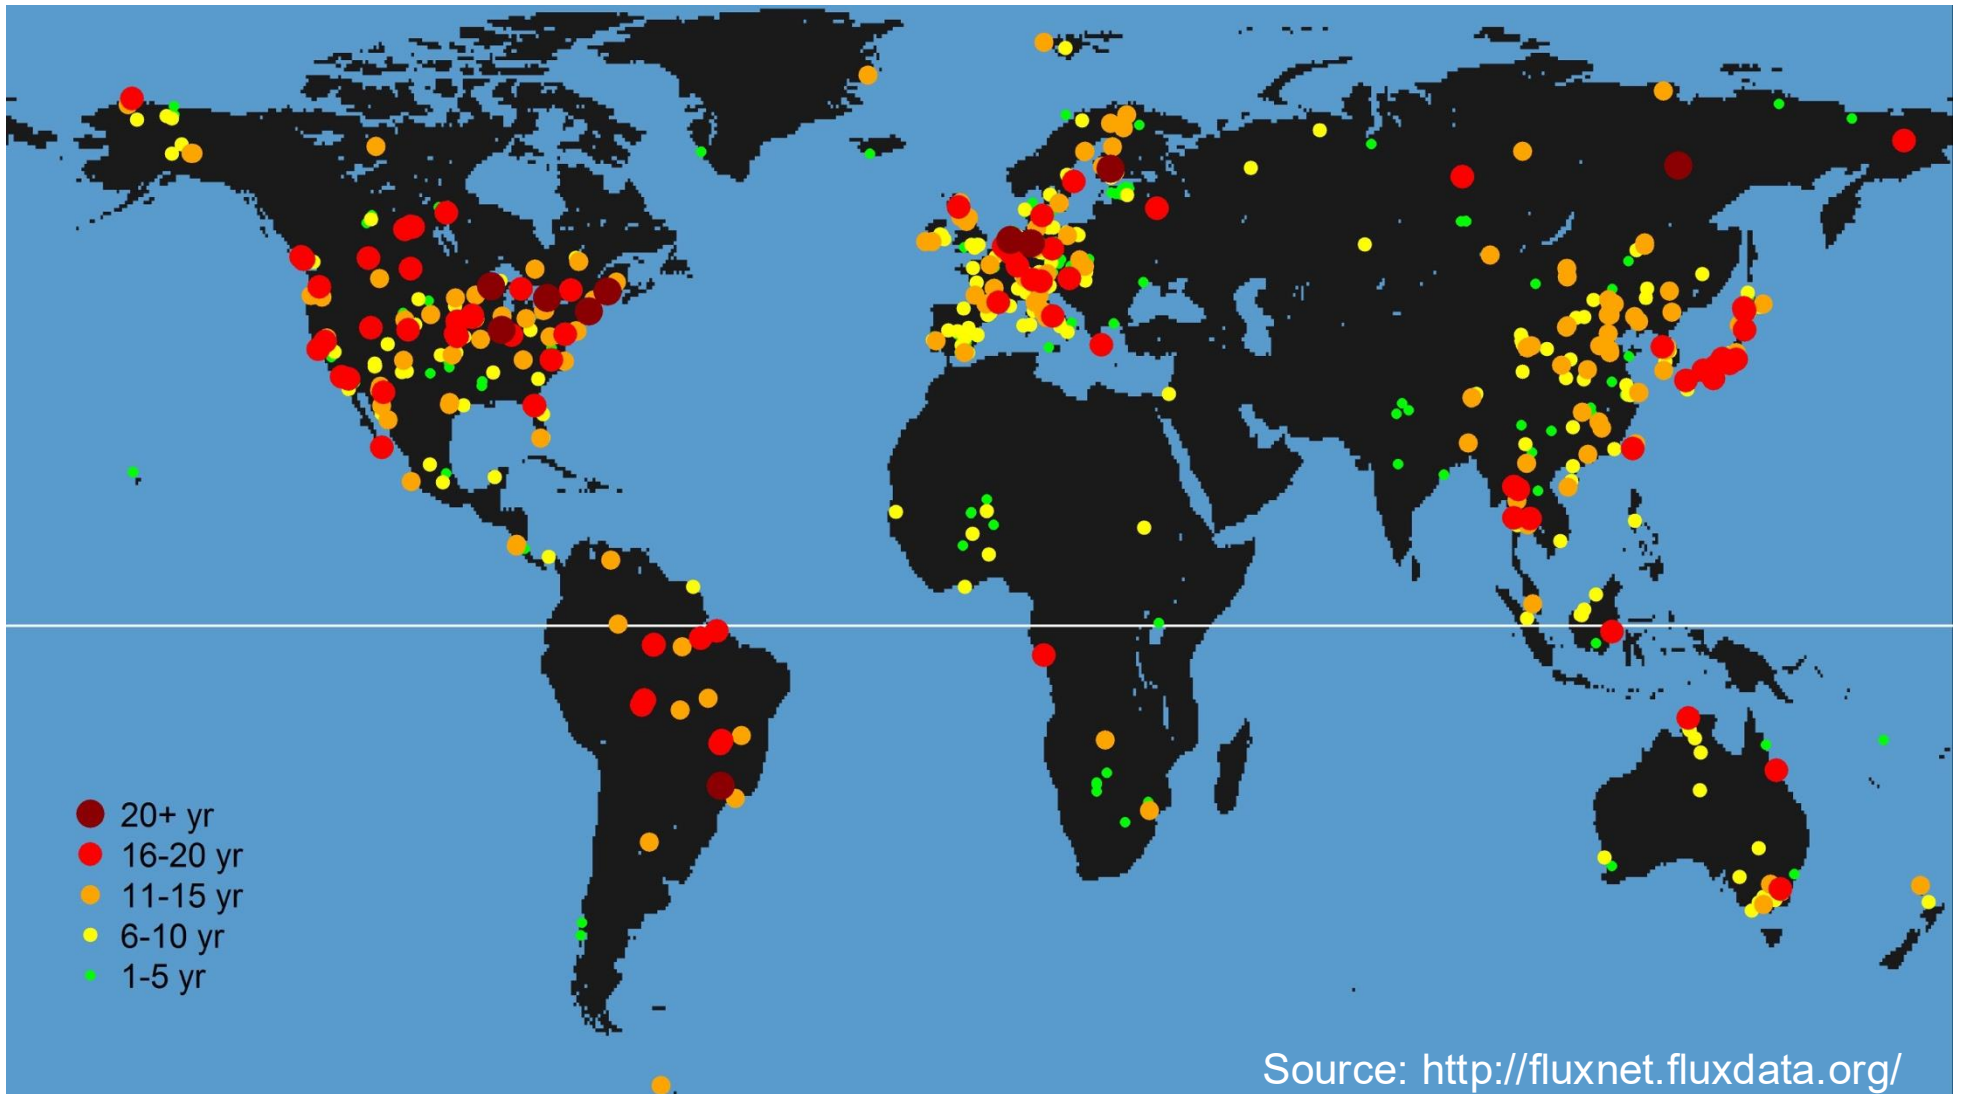 20+ yr
16-20 yr
11-15 yr
6-10 yr
1-5 yr
Source: http://fluxnet.fluxdata.org/